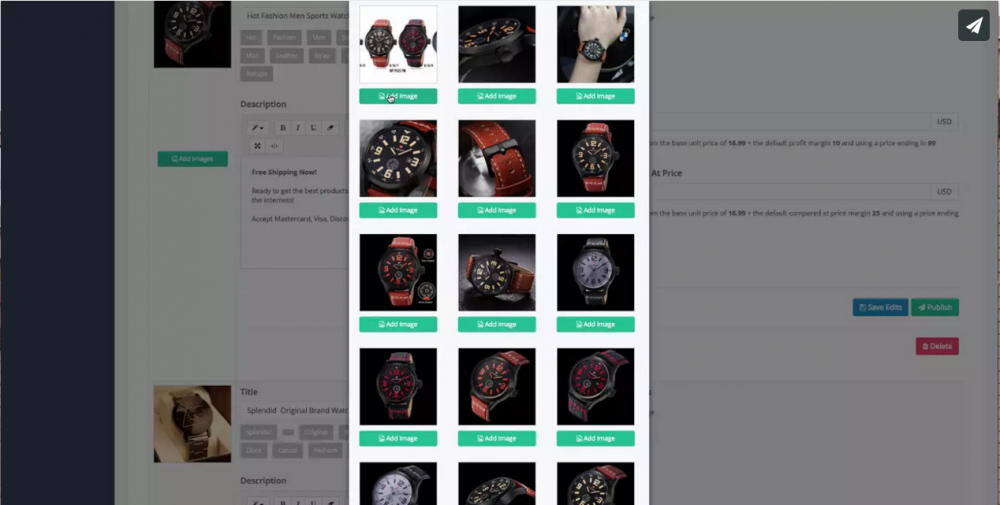 Hot Fashion Men Sports Watc
Hot
Fashion
Men
Men
Leather
Strap
Relogio
Description
B I U
Add Images
Free Shipping Now!
Ready to get the best products
the internets!
Accept Mastercard, Visa, Disco
Add Image
Add Image
Add Image
Add Image
Add Image
Add Image
Add Image
Add Image
Add Image
Add Image
Add Image
Add Image
USD
m the base unit price of 16.99 + the default profit margin 10 and using a price ending in 99
At Price
USD
m the base unit price of 16.99 + the default compared at price margin 25 and using a price ending
Save Edits
Publish
Delete
Title
Splendid Original Brand Watc
Splendid
Original
Clock
Casual
Fashion
Description
B I U